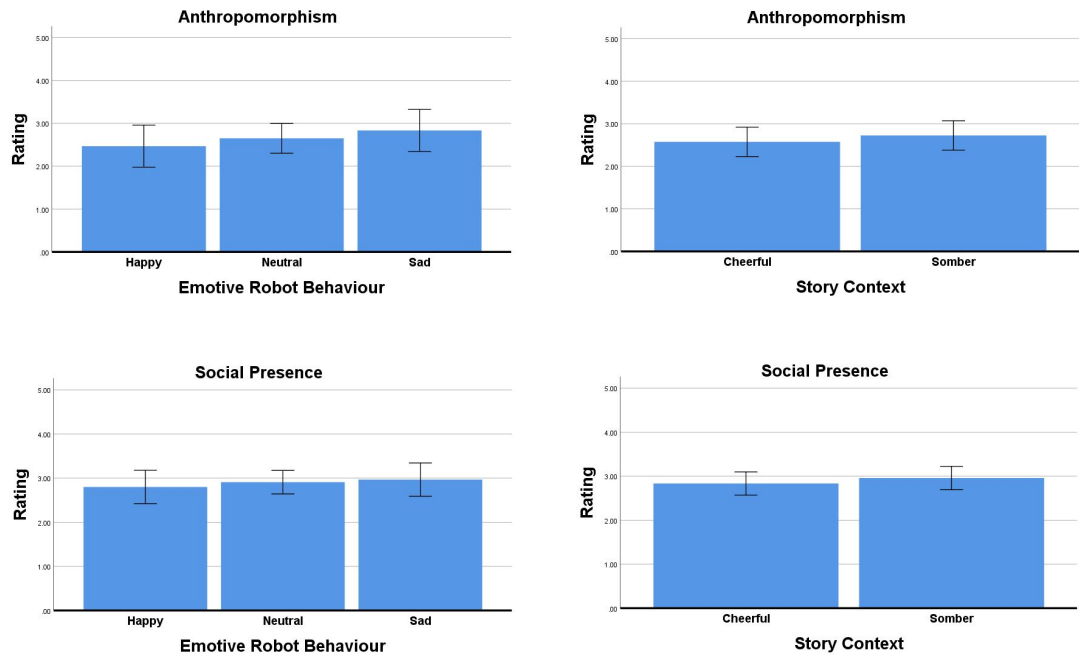 Anthropomorphism
5.00
4.00
3.00
2.00
1.00
.00
Rating
Happy Neutral Sad
Emotive Robot Behaviour
Anthropomorphism
5.00
4.00
3.00
2.00
1.00
.00
Rating
Cheerful Somber
Story Context
Social Presence
5.00
4.00
3.00
2.00
1.00
.00
Rating
Happy Neutral Sad
Emotive Robot Behaviour
Social Presence
5.00
4.00
3.00
2.00
1.00
.00
Rating
Cheerful Somber
Story Context